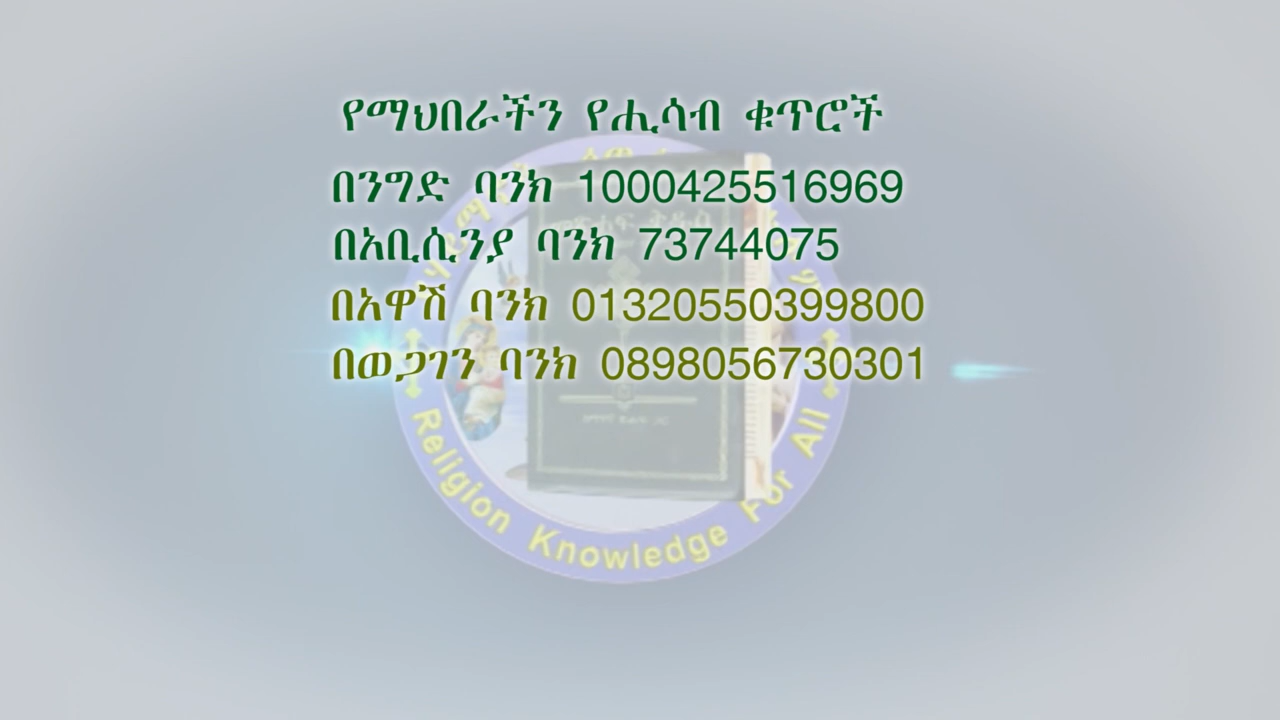 የማህበራችን የሒሳብ ቁጥሮች
በንግድ ባንክ 1000425516969
በአቢሲንያ ባንክ 73744075
በአዋሽ ባንክ 01320550399800
በወጋገን ባንክ 0898056730301
Religion Knowledge For All